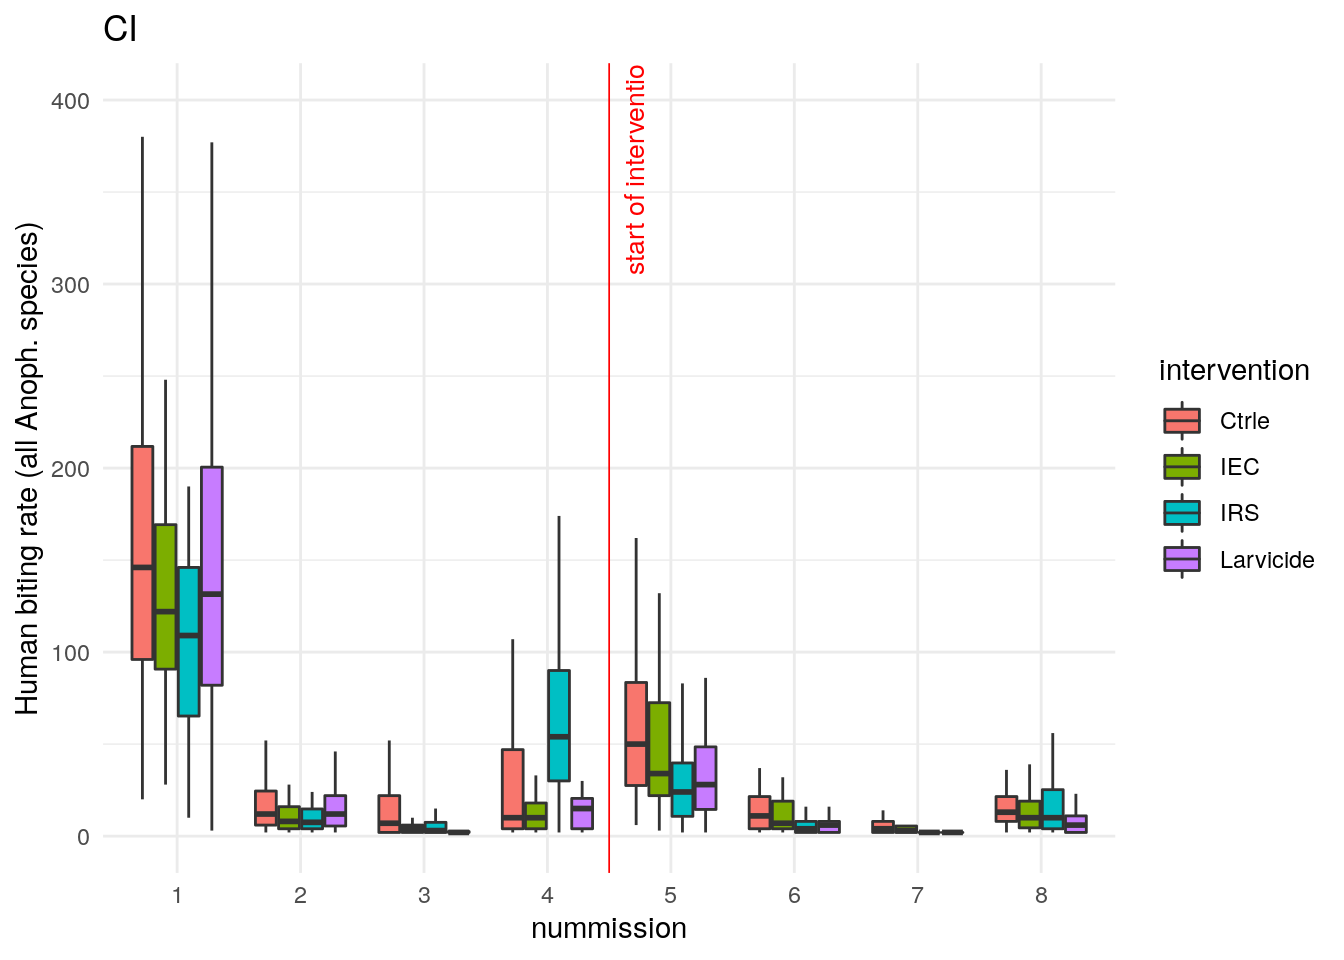 CI
400
300
200
100
0
Human biting rate (all Anoph. species)
start of interventio
1 2 3 4 5 6 7 8
nummission
intervention
Ctrle
IEC
IRS
Larvicide